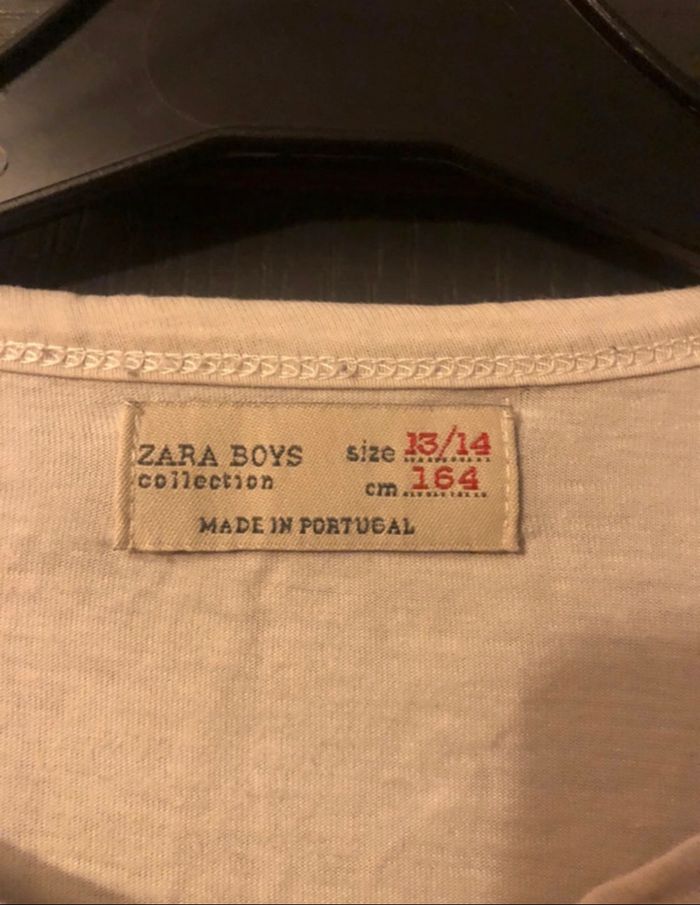 ZARA BOYS size 13/14
collection cm 164
MADE IN PORTUGAL